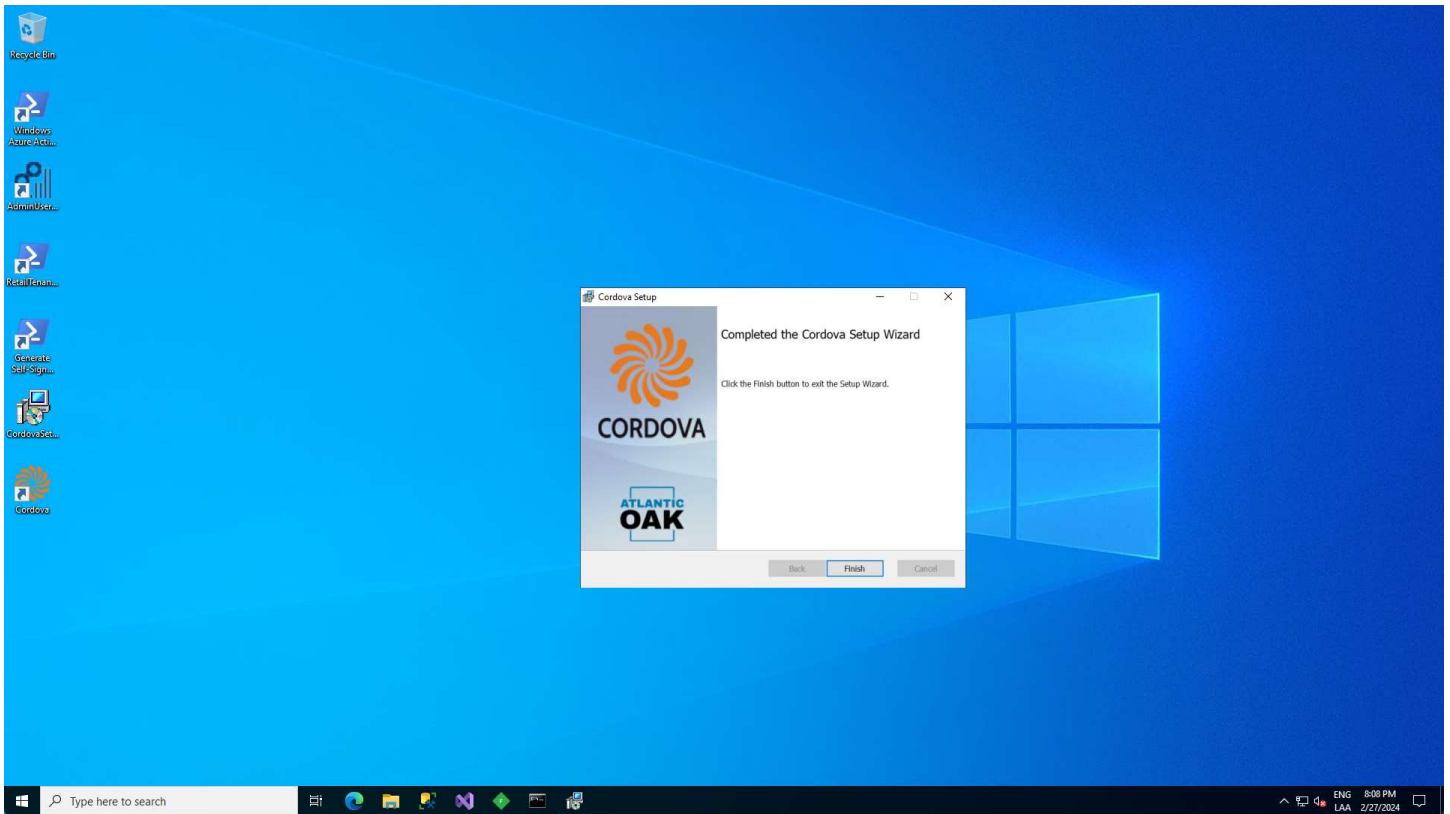 Recycle Bin
Windows
Azure Acti...
AdminUser...
RetailTenan...
Generate
Self-Sign...
CordovaSet...
Cordova
Cordova Setup
Completed the Cordova Setup Wizard
Click the Finish button to exit the Setup Wizard.
CORDOVA
ATLANTIC
OAK
Back
Finish
Cancel
Type here to search
ENG
8:08 PM
LAA
2/27/2024